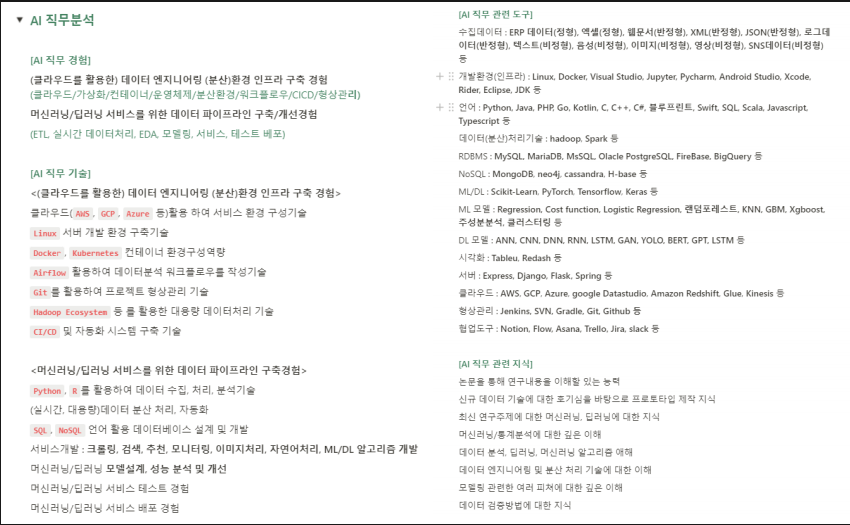 AI 직무분석
[AI 직무 경험]
(클라우드를 활용한) 데이터 엔지니어링 (분산)환경 인프라 구축 경험
(클라우드/가상화/컨테이너/운영체제/분산환경/워크플로우/CICD/형상관리)
머신러닝/딥러닝 서비스를 위한 데이터 파이프라인 구축/개선경험
(ETL, 실시간 데이터처리, EDA, 모델링, 서비스, 테스트 배포)
[AI 직무 기술]
<(클라우드를 활용한) 데이터 엔지니어링 (분산)환경 인프라 구축 경험>
클라우드( AWS , GCP , Azure 등)활용 하여 서비스 환경 구성기술
Linux 서버 개발 환경 구축기술
Docker , Kubernetes 컨테이너 환경구성역량
Airflow 활용하여 데이터분석 워크플로우를 작성기술
Git 를 활용하여 프로젝트 형상관리 기술
Hadoop Ecosystem 등 를 활용한 대용량 데이터처리 기술
CI/CD 및 자동화 시스템 구축 기술
<머신러닝/딥러닝 서비스를 위한 데이터 파이프라인 구축경험>
Python , R 를 활용하여 데이터 수집, 처리, 분석기술
(실시간, 대용량)데이터 분산 처리, 자동화
SQL , NoSQL 언어 활용 데이터베이스 설계 및 개발
서비스개발 : 크롤링, 검색, 추천, 모니터링, 이미지처리, 자연어처리, ML/DL 알고리즘 개발
머신러닝/딥러닝 모델설계, 성능 분석 및 개선
머신러닝/딥러닝 서비스 테스트 경험
머신러닝/딥러닝 서비스 배포 경험
[AI 직무 관련 도구]
수집데이터 : ERP 데이터(정형), 엑셀(정형), 웹문서(반정형), XML(반정형), JSON(반정형), 로그데
이터(반정형), 텍스트(비정형), 음성(비정형), 이미지(비정형), 영상(비정형), SNS데이터(비정형)
등
개발환경(인프라) : Linux, Docker, Visual Studio, Jupyter, Pycharm, Android Studio, Xcode,
Rider, Eclipse, JDK 등
언어 : Python, Java, PHP, Go, Kotlin, C, C++, C#, 블루프린트, Swift, SQL, Scala, Javascript,
Typescript 등
데이터(분산)처리기술 : hadoop, Spark 등
RDBMS : MySQL, MariaDB, MsSQL, Olacle PostgreSQL, FireBase, BigQuery 등
NoSQL : MongoDB, neo4j, cassandra, H-base 등
ML/DL : Scikit-Learn, PyTorch, Tensorflow, Keras 등
ML 모델 : Regression, Cost function, Logistic Regression, 랜덤포레스트, KNN, GBM, Xgboost,
주성분분석, 클러스터링 등
DL 모델 : ANN, CNN, DNN, RNN, LSTM, GAN, YOLO, BERT, GPT, LSTM 등
시각화 : Tableu, Redash 등
서버 : Express, Django, Flask, Spring 등
클라우드 : AWS, GCP, Azure, google Datastudio, Amazon Redshift, Glue, Kinesis 등
형상관리 : Jenkins, SVN, Gradle, Git, Github 등
협업도구 : Notion, Flow, Asana, Trello, Jira, slack 등
[AI 직무 관련 지식]
논문을 통해 연구내용을 이해할 있는 능력
신규 데이터 기술에 대한 호기심을 바탕으로 프로토타입 제작 지식
최신 연구주제에 대한 머신러닝, 딥러닝에 대한 지식
머신러닝/통계분석에 대한 깊은 이해
데이터 분석, 딥러닝, 머신러닝 알고리즘 애해
데이터 엔지니어링 및 분산 처리 기술에 대한 이해
모델링 관련한 여러 피쳐에 대한 깊은 이해
데이터 검증방법에 대한 지식